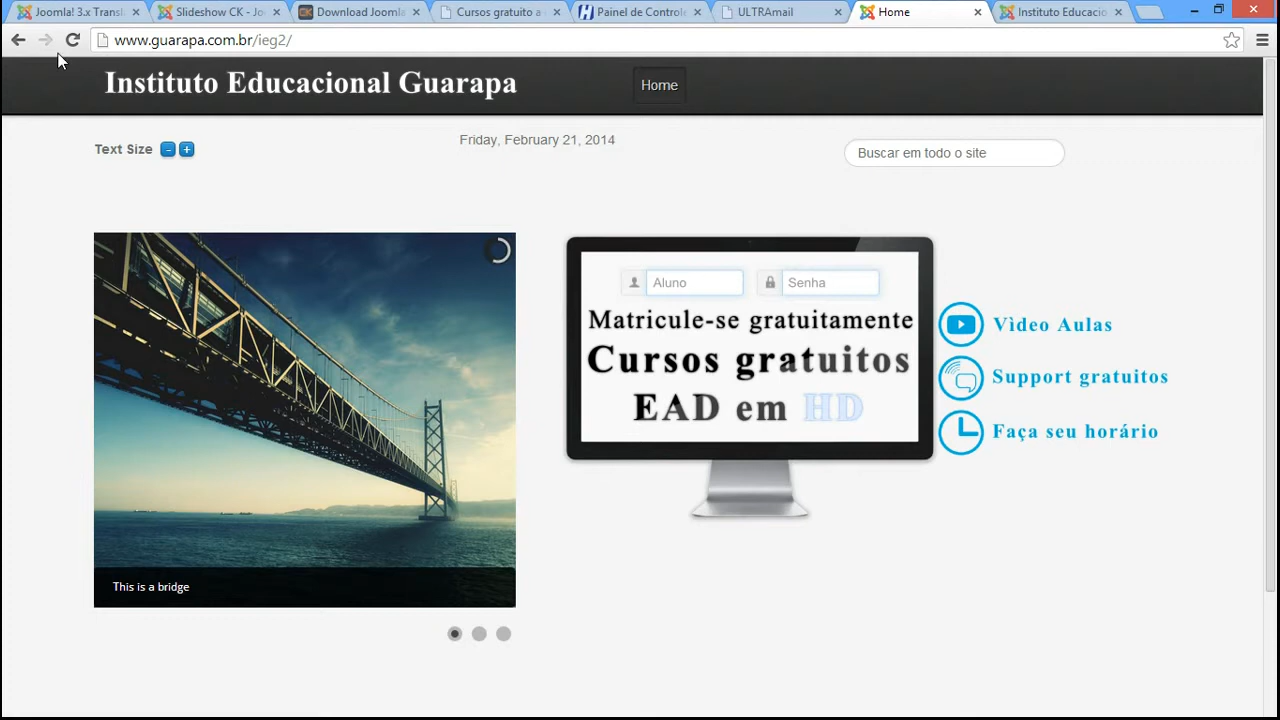 Joomla! 3.x Transl
Slideshow CK - Jo
Download Joomla
Cursos gratuito a
Painel de Control
ULTRAmail
Home
Instituto Educacio
www.guarapa.com.br/ieg2/
Instituto Educacional Guarapa
Home
Text Size - +
Friday, February 21, 2014
Buscar em todo o site
Aluno
Senha
Matricule-se gratuitamente
Cursos gratuitos
EAD em HD
Vìdeo Aulas
Support gratuitos
Faça seu horário
This is a bridge